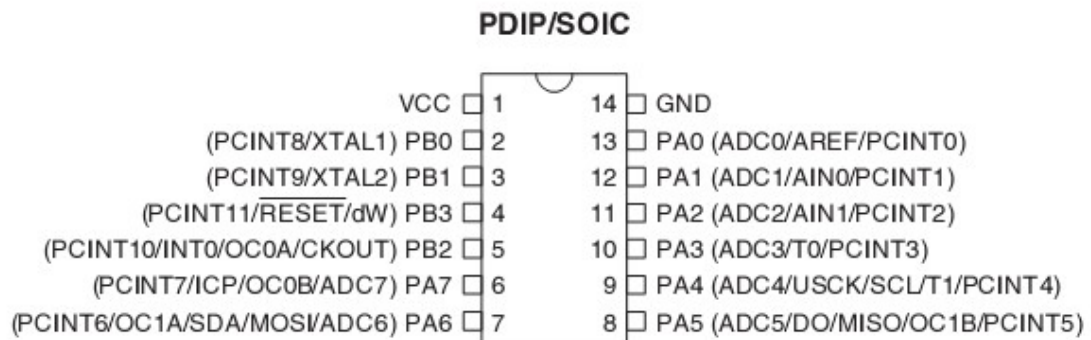 PDIP/SOIC
VCC 1 14 GND
(PCINT8/XTAL1) PB0 2 13 PA0 (ADC0/AREF/PCINT0)
(PCINT9/XTAL2) PB1 3 12 PA1 (ADC1/AIN0/PCINT1)
(PCINT11/RESET/dW) PB3 4 11 PA2 (ADC2/AIN1/PCINT2)
(PCINT10/INT0/OC0A/CKOUT) PB2 5 10 PA3 (ADC3/T0/PCINT3)
(PCINT7/ICP/OC0B/ADC7) PA7 6 9 PA4 (ADC4/USCK/SCL/T1/PCINT4)
(PCINT6/OC1A/SDA/MOSI/ADC6) PA6 7 8 PA5 (ADC5/DO/MISO/OC1B/PCINT5)